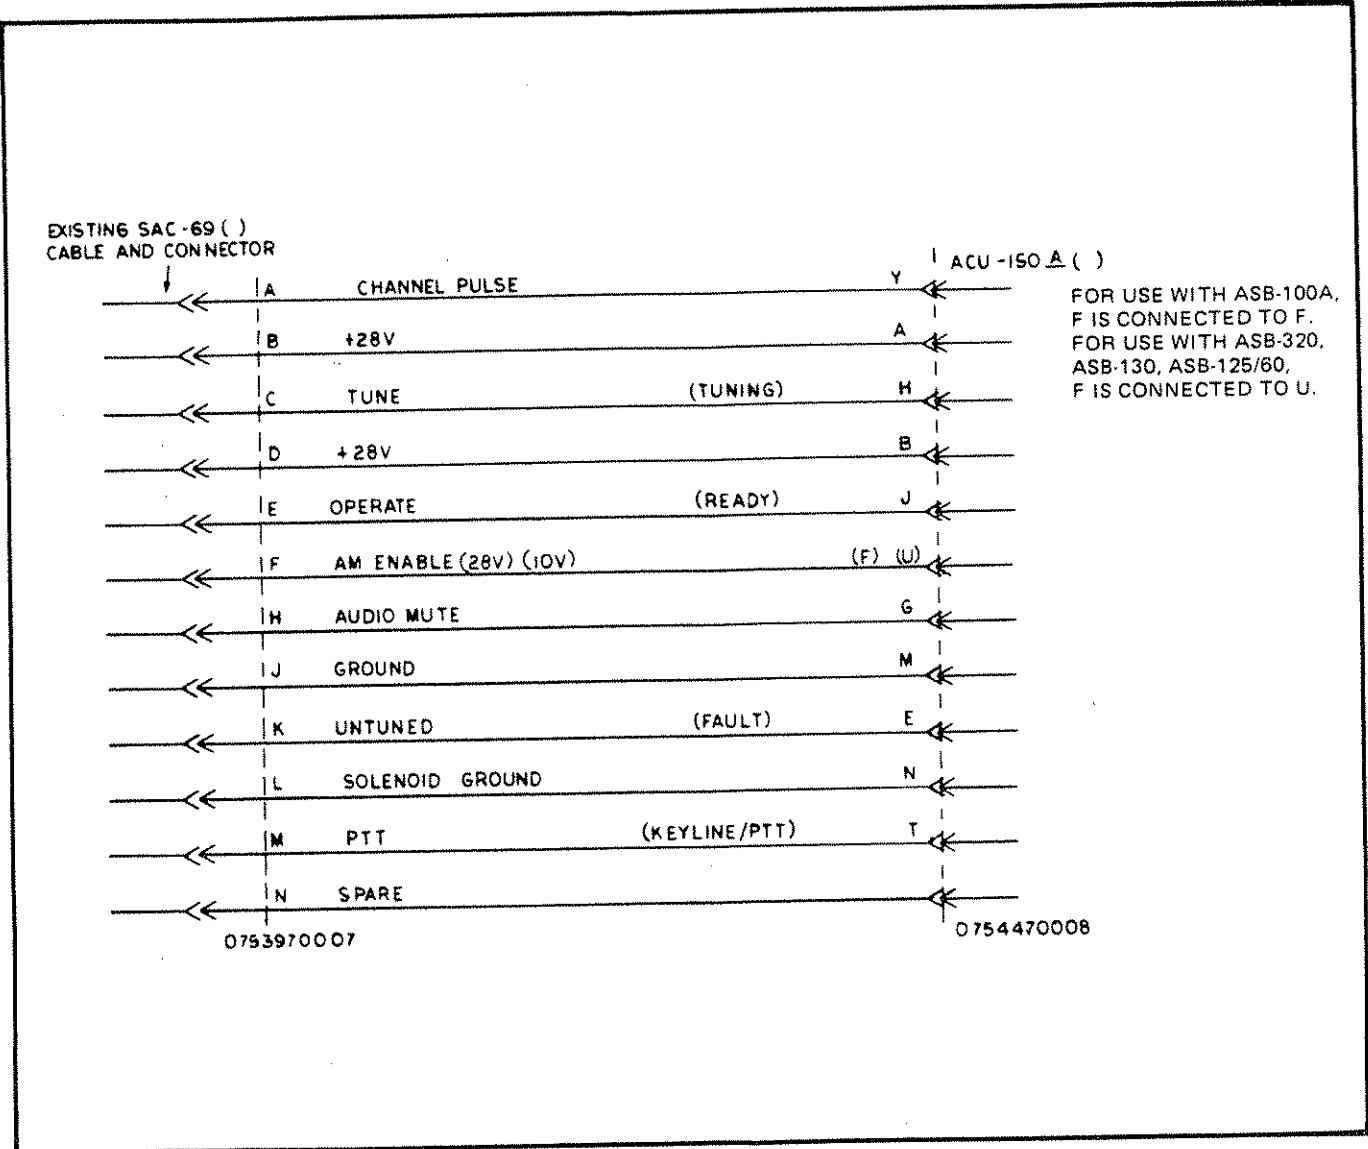 EXISTING SAC-69 ( )
CABLE AND CONNECTOR
ACU-150 A ( )
FOR USE WITH ASB-100A,
F IS CONNECTED TO F.
FOR USE WITH ASB-320,
ASB-130, ASB-125/60,
F IS CONNECTED TO U.
A CHANNEL PULSE Y
B +28V A
C TUNE (TUNING) H
D +28V B
E OPERATE (READY) J
F AM ENABLE (28V) (10V) (F) (U)
H AUDIO MUTE G
J GROUND M
K UNTUNED (FAULT) E
L SOLENOID GROUND N
M PTT (KEYLINE/PTT) T
N SPARE
0753970007
0754470008